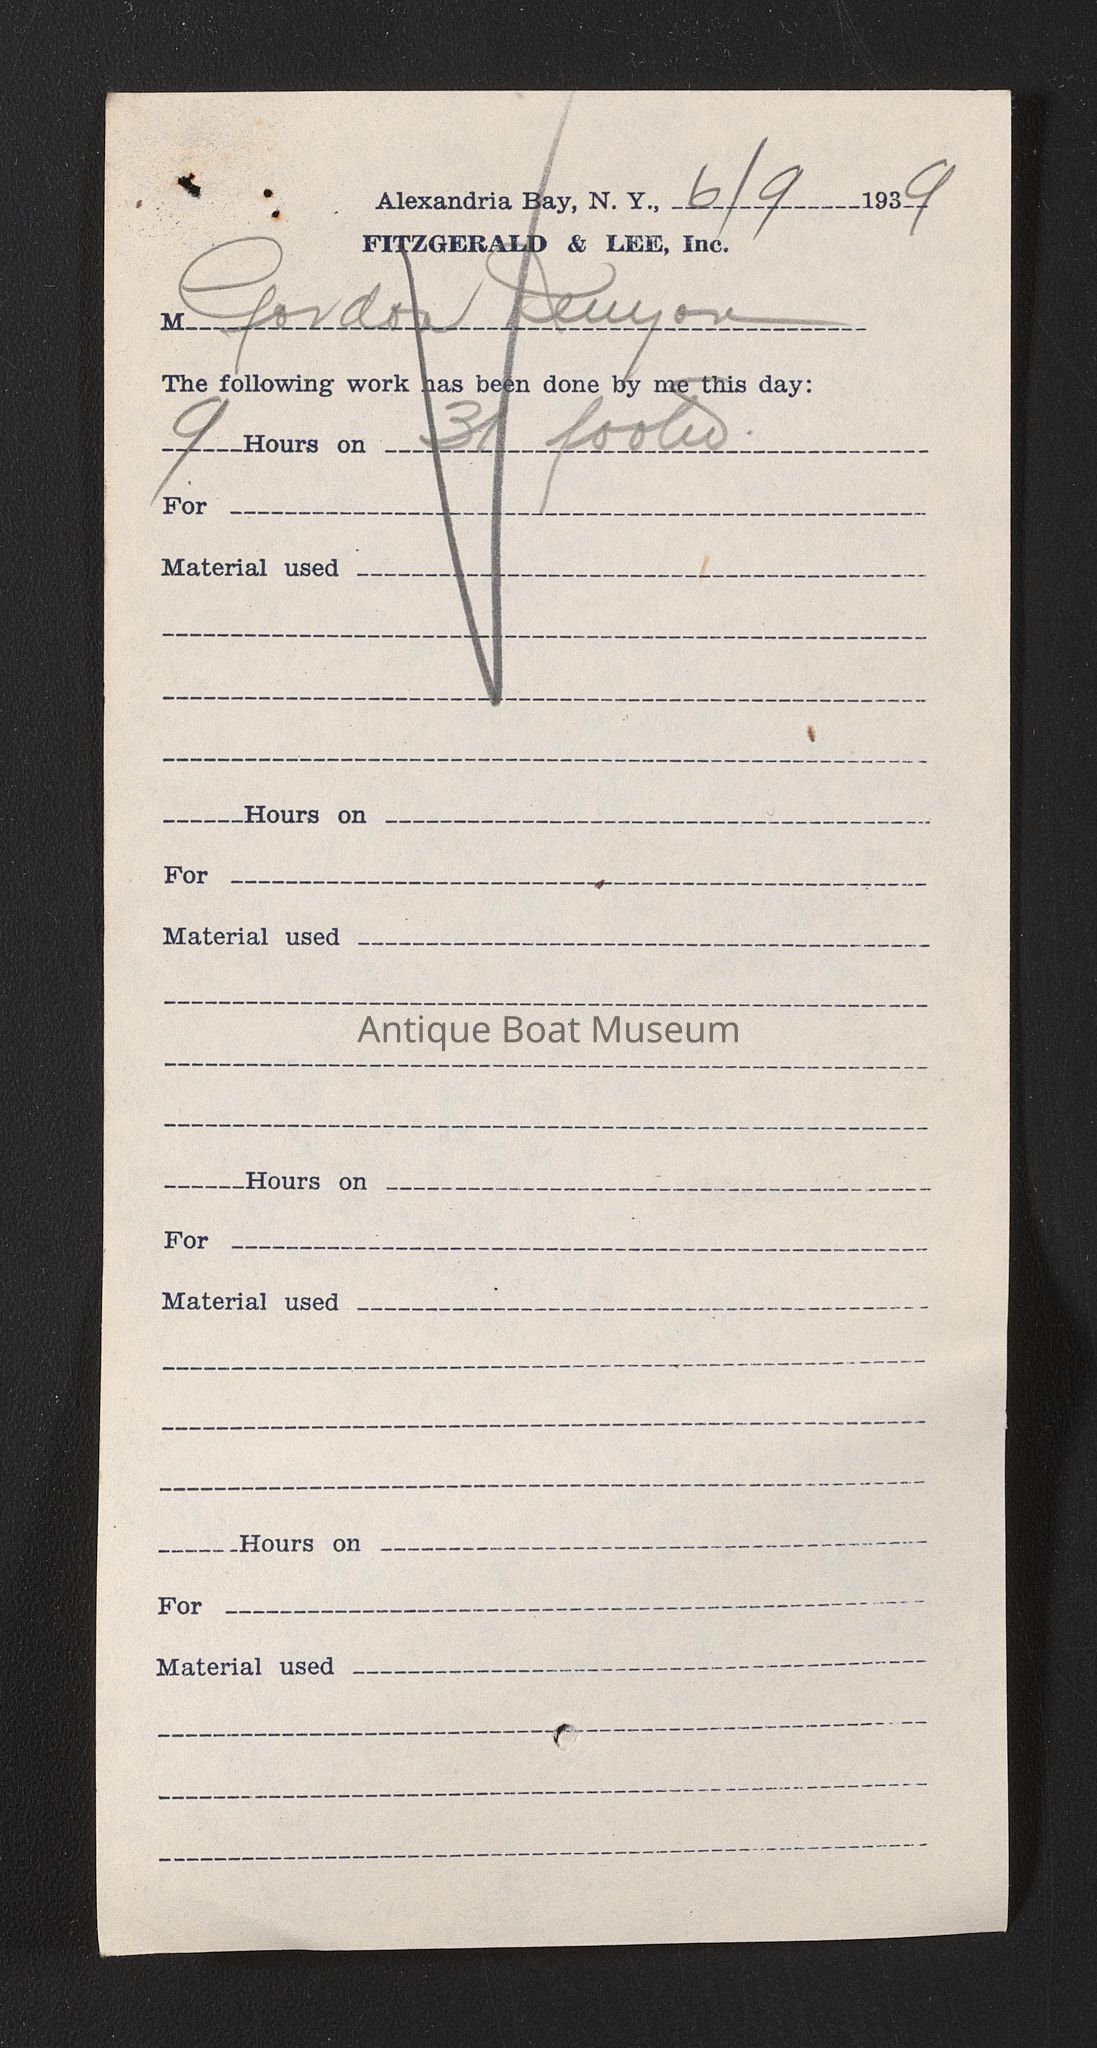 Alexandria Bay, N. Y., 6/9 1939
FITZGERALD & LEE, Inc.
M Gordon Denyon
The following work has been done by me this day:
9 Hours on 31 footer
For
Material used
Hours on
For
Material used
Antique Boat Museum
Hours on
For
Material used
Hours on
For
Material used